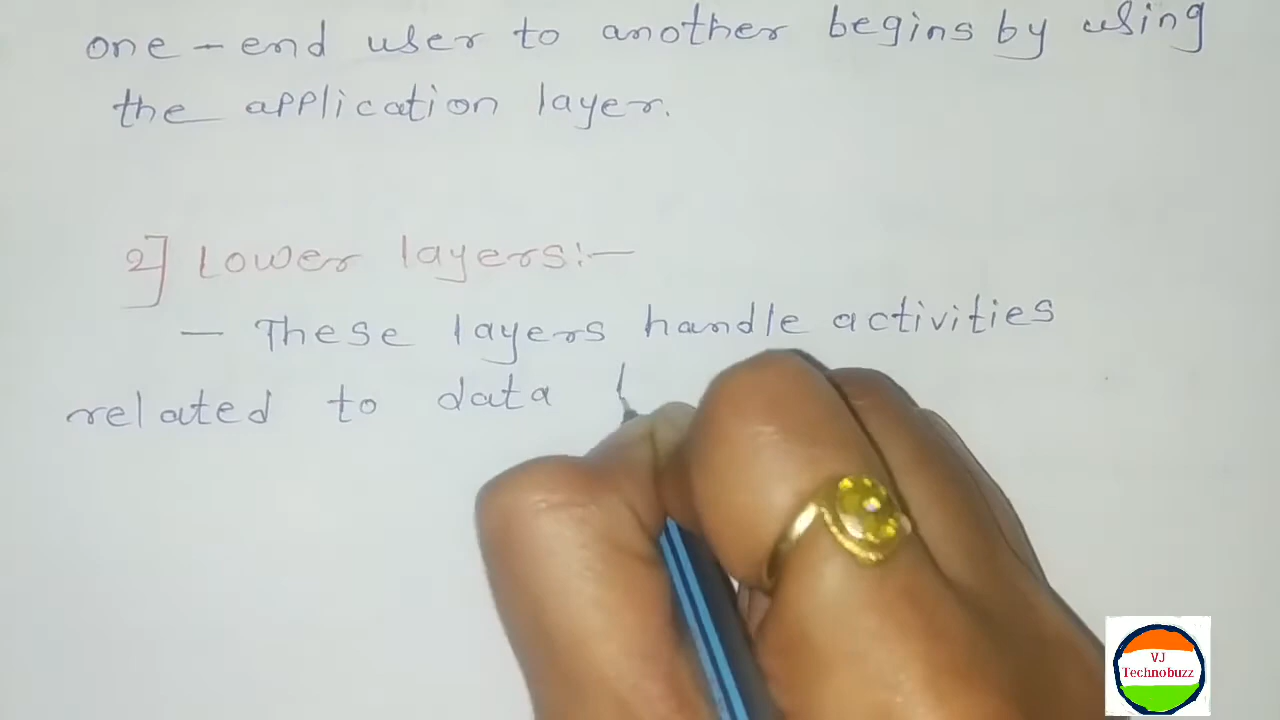 one - end user to another begins by using
the application layer.
2] Lower layers:-
- These layers handle activities
related to data
VJ
Technobuzz